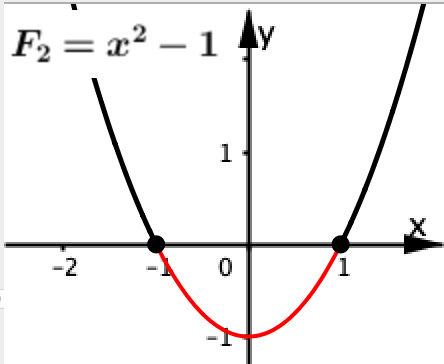 F₂ = x² − 1
y
1
x
-2 -1 0 1
-1